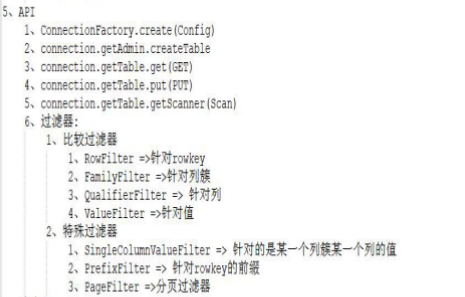 5、API
1、ConnectionFactory.create(Config)
2、connection.getAdmin.createTable
3、connection.getTable.get(GET)
4、connection.getTable.put(PUT)
5、connection.getTable.getScanner(Scan)
6、过滤器:
1、比较过滤器
1、RowFilter =>针对rowkey
2、FamilyFilter =>针对列簇
3、QualifierFilter => 针对列
4、ValueFilter =>针对值
2、特殊过滤器
1、SingleColumnValueFilter => 针对的是某一个列簇某一个列的值
2、PrefixFilter => 针对rowkey的前缀
3、PageFilter =>分页过滤器